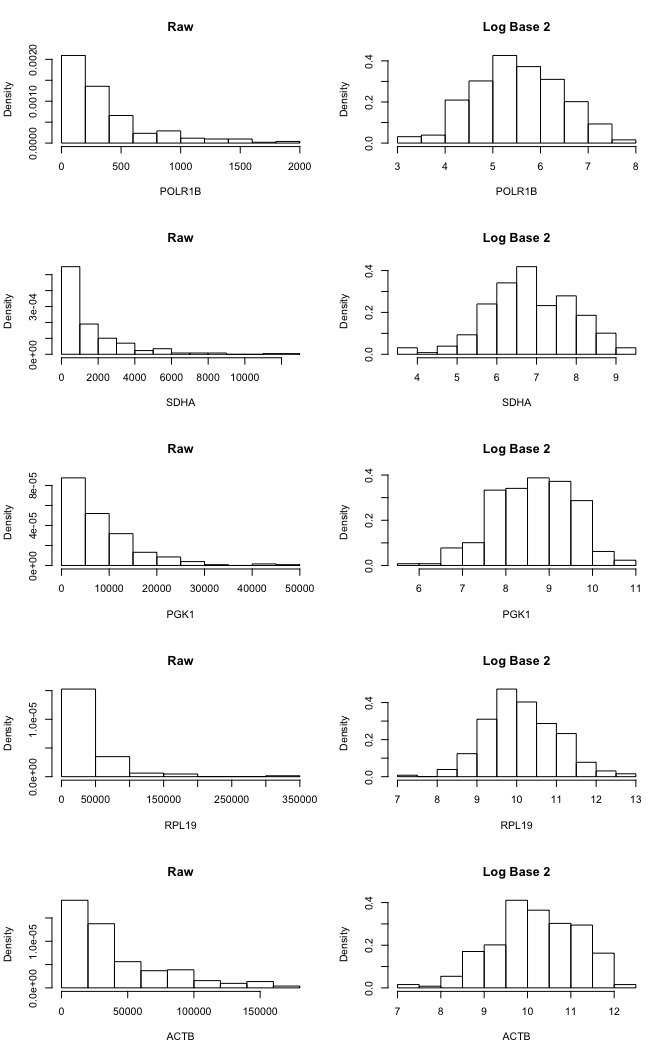 Raw
Log Base 2
Density
0.0000 0.0010 0.0020
0 500 1000 1500 2000
POLR1B
Density
0.0 0.2 0.4
3 4 5 6 7 8
POLR1B
Raw
Log Base 2
Density
0e+00 3e-04
0 2000 4000 6000 8000 10000
SDHA
Density
0.0 0.2 0.4
4 5 6 7 8 9
SDHA
Raw
Log Base 2
Density
0e+00 4e-05 8e-05
0 10000 20000 30000 40000 50000
PGK1
Density
0.0 0.2 0.4
6 7 8 9 10 11
PGK1
Raw
Log Base 2
Density
0.0e+00 1.0e-05
0 50000 150000 250000 350000
RPL19
Density
0.0 0.2 0.4
7 8 9 10 11 12 13
RPL19
Raw
Log Base 2
Density
0.0e+00 1.0e-05
0 50000 100000 150000
ACTB
Density
0.0 0.2 0.4
7 8 9 10 11 12
ACTB